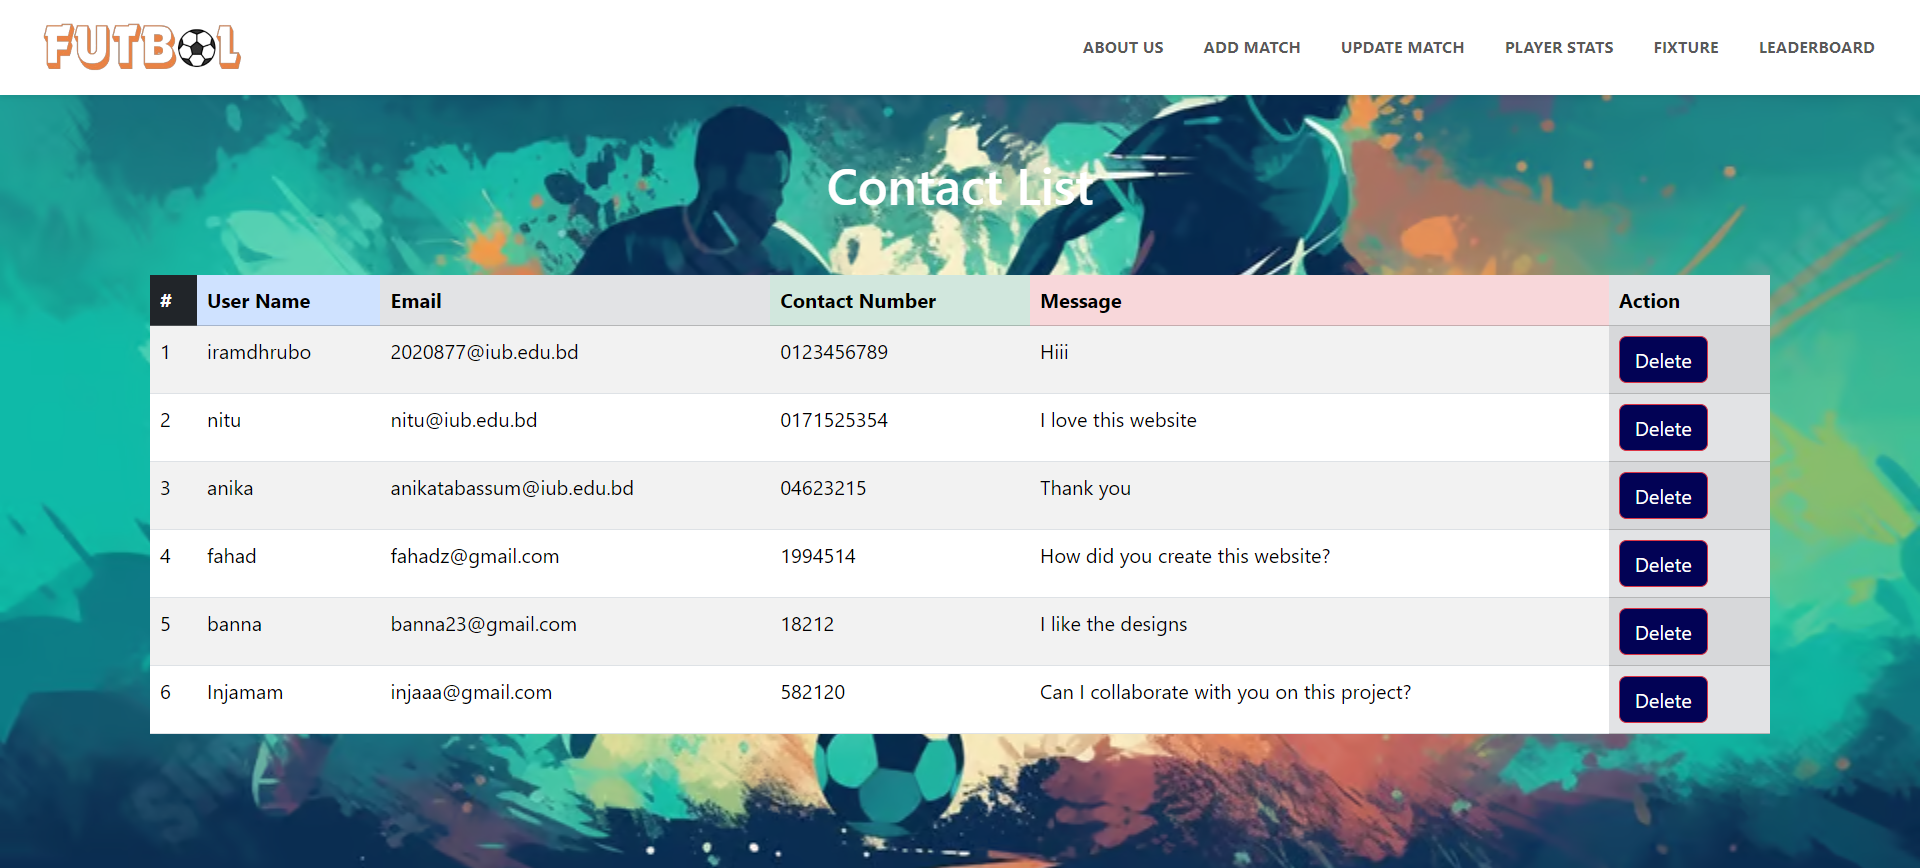 FUTBOL
ABOUT US ADD MATCH UPDATE MATCH PLAYER STATS FIXTURE LEADERBOARD
Contact List
# User Name Email Contact Number Message Action
1 iramdhrubo 2020877@iub.edu.bd 0123456789 Hiii Delete
2 nitu nitu@iub.edu.bd 0171525354 I love this website Delete
3 anika anikatabassum@iub.edu.bd 04623215 Thank you Delete
4 fahad fahadz@gmail.com 1994514 How did you create this website? Delete
5 banna banna23@gmail.com 18212 I like the designs Delete
6 Injamam injaaa@gmail.com 582120 Can I collaborate with you on this project? Delete